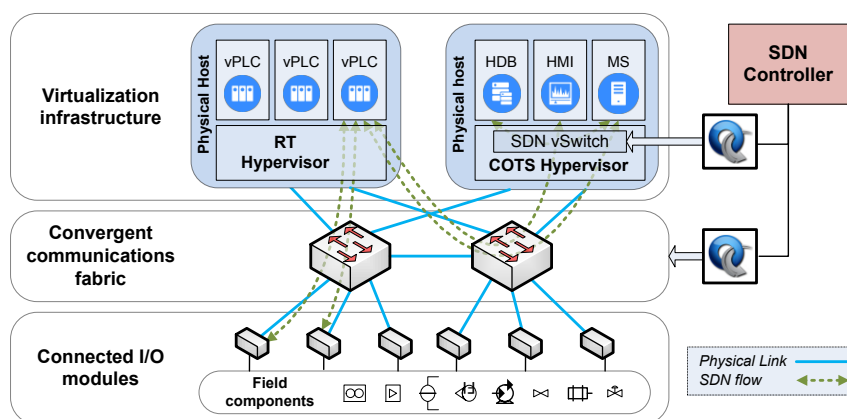 Virtualization
infrastructure
Physical Host
vPLC
vPLC
vPLC
RT
Hypervisor
Physical host
HDB
HMI
MS
SDN vSwitch
COTS Hypervisor
SDN
Controller
Convergent
communications
fabric
Connected I/O
modules
Field
components
Physical Link
SDN flow